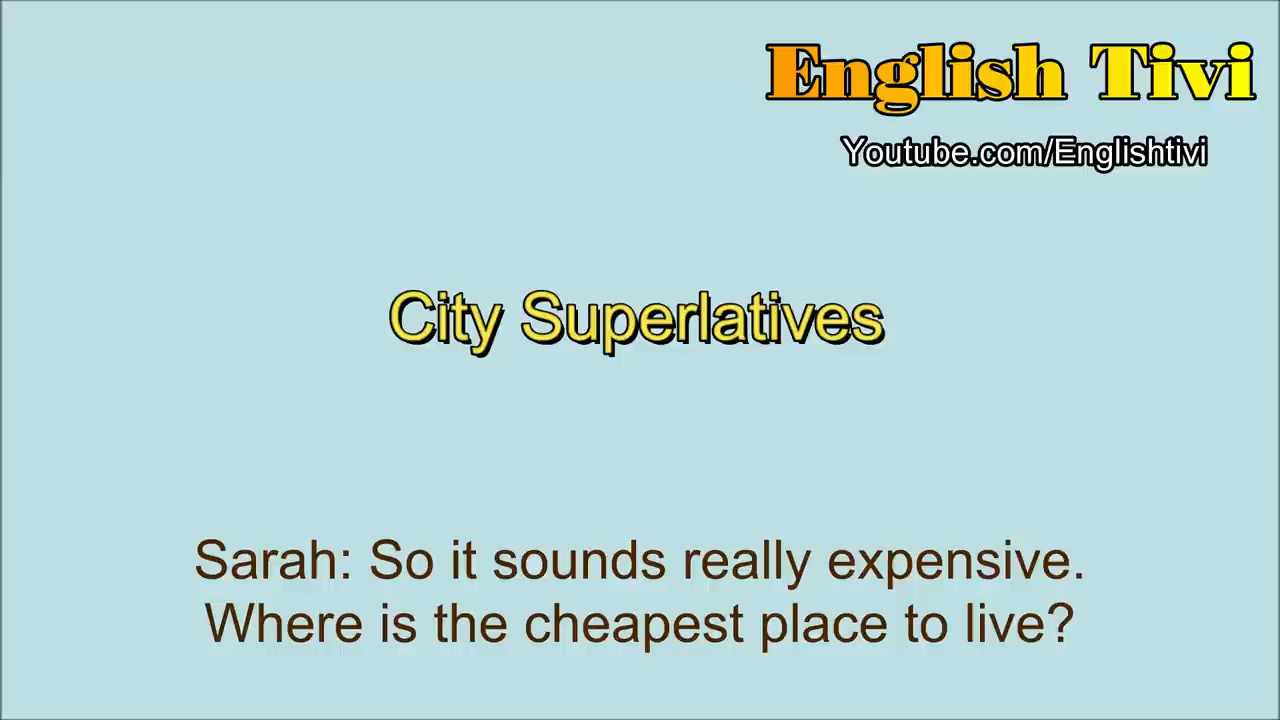 English Tivi
Youtube.com/Englishtivi
City Superlatives
Sarah: So it sounds really expensive.
Where is the cheapest place to live?